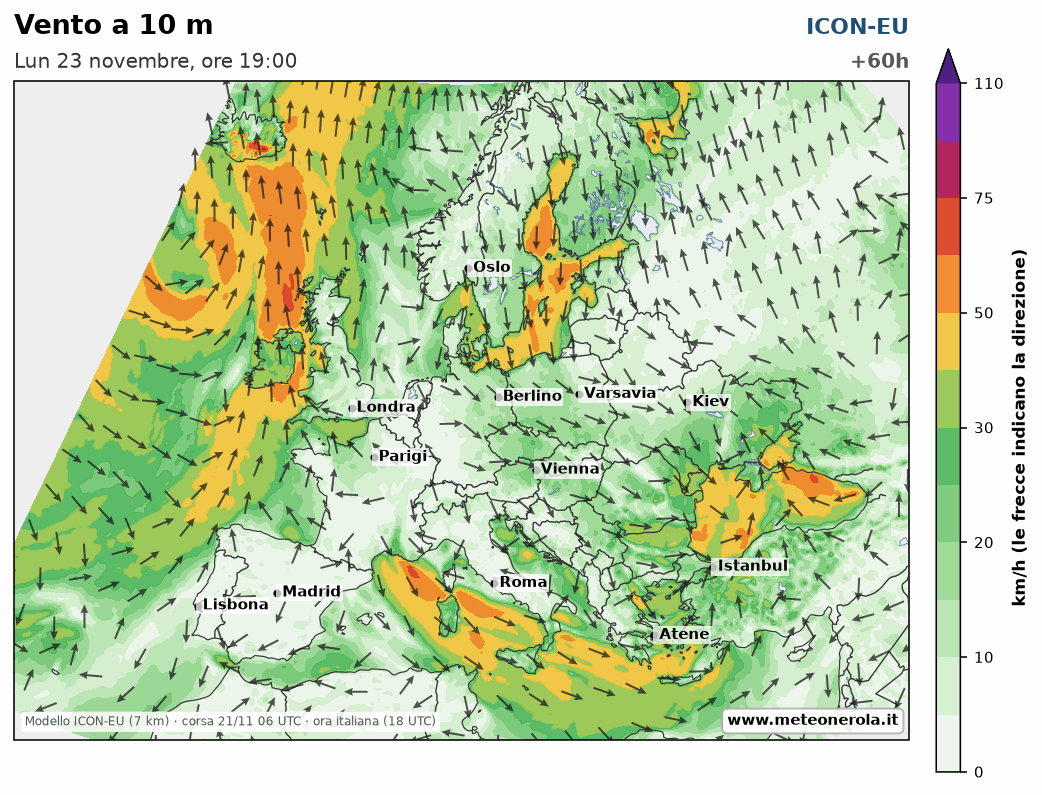 Vento a 10 m
ICON-EU
Lun 23 novembre, ore 19:00
+60h
110
75
50
30
20
10
0
km/h (le frecce indicano la direzione)
Oslo
Berlino
Varsavia
Kiev
Londra
Parigi
Vienna
Istanbul
Roma
Madrid
Lisbona
Atene
Modello ICON-EU (7 km) · corsa 21/11 06 UTC · ora italiana (18 UTC)
www.meteonerola.it